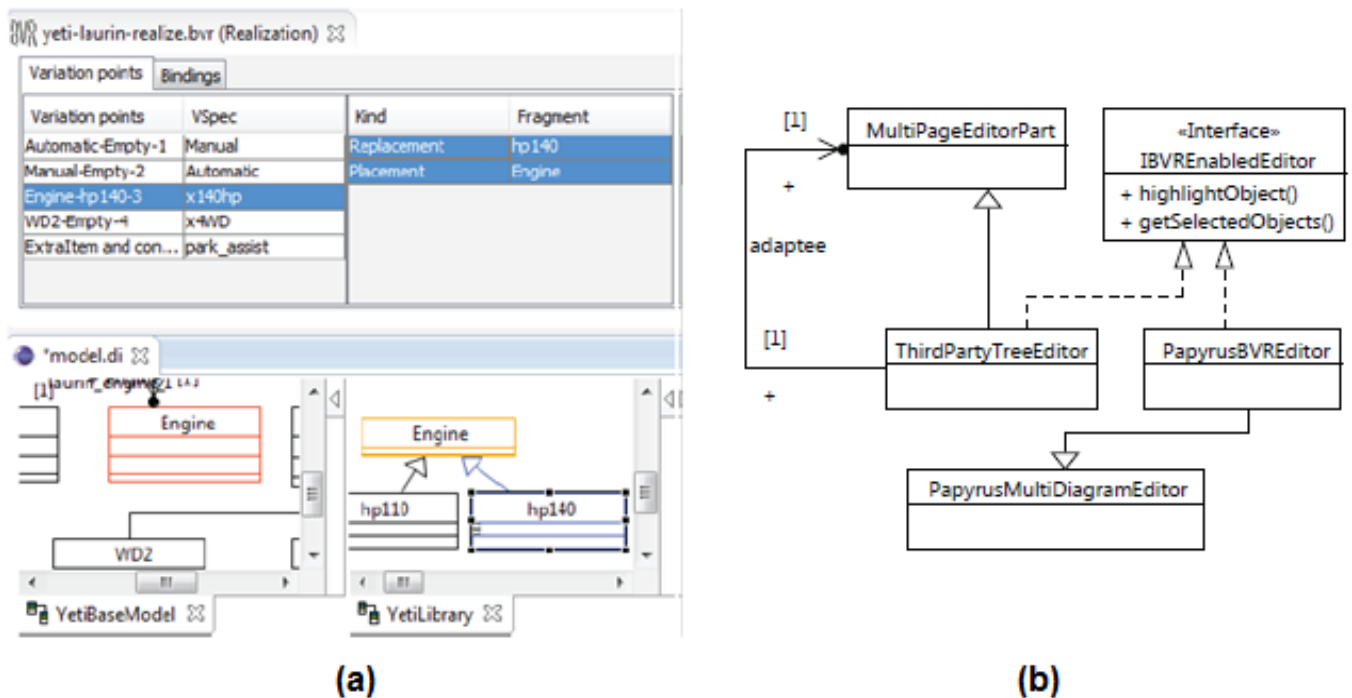 yeti-laurin-realize.bvr (Realization)
Variation points Bindings
Variation points VSpec Kind Fragment
Automatic-Empty-1 Manual Replacement hp140
Manual-Empty-2 Automatic Placement Engine
Engine-hp140-3 x140hp
WD2-Empty-4 x4WD
ExtraItem and con... park_assist
*model.di
laurin_engine_1 [1]
[1]
Engine
WD2
YetiBaseModel
Engine
hp110 hp140
YetiLibrary
(a)
[1]
+
adaptee
[1]
+
MultiPageEditorPart
«Interface»
IBVREnabledEditor
+ highlightObject()
+ getSelectedObjects()
ThirdPartyTreeEditor
PapyrusBVREditor
PapyrusMultiDiagramEditor
(b)